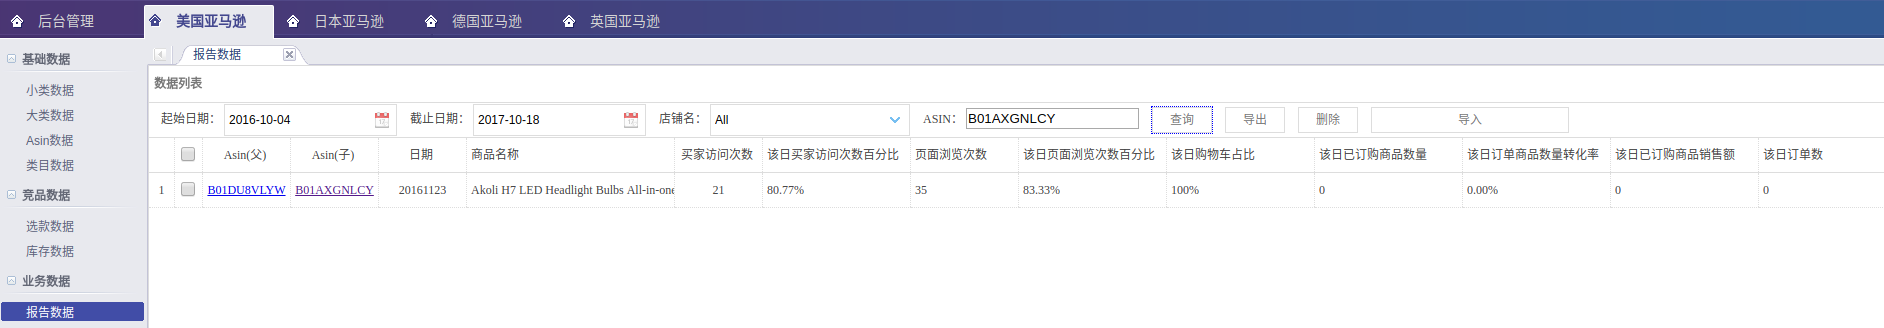 后台管理 美国亚马逊 日本亚马逊 德国亚马逊 英国亚马逊
基础数据
小类数据
大类数据
Asin数据
类目数据
竞品数据
选款数据
库存数据
业务数据
报告数据
报告数据
数据列表
起始日期: 2016-10-04 截止日期: 2017-10-18 店铺名: All ASIN: B01AXGNLCY 查询 导出 删除 导入
Asin(父) Asin(子) 日期 商品名称 买家访问次数 该日买家访问次数百分比 页面浏览次数 该日页面浏览次数百分比 该日购物车占比 该日已订购商品数量 该日订单商品数量转化率 该日已订购商品销售额 该日订单数
1 B01DU8VLYW B01AXGNLCY 20161123 Akoli H7 LED Headlight Bulbs All-in-one 21 80.77% 35 83.33% 100% 0 0.00% 0 0